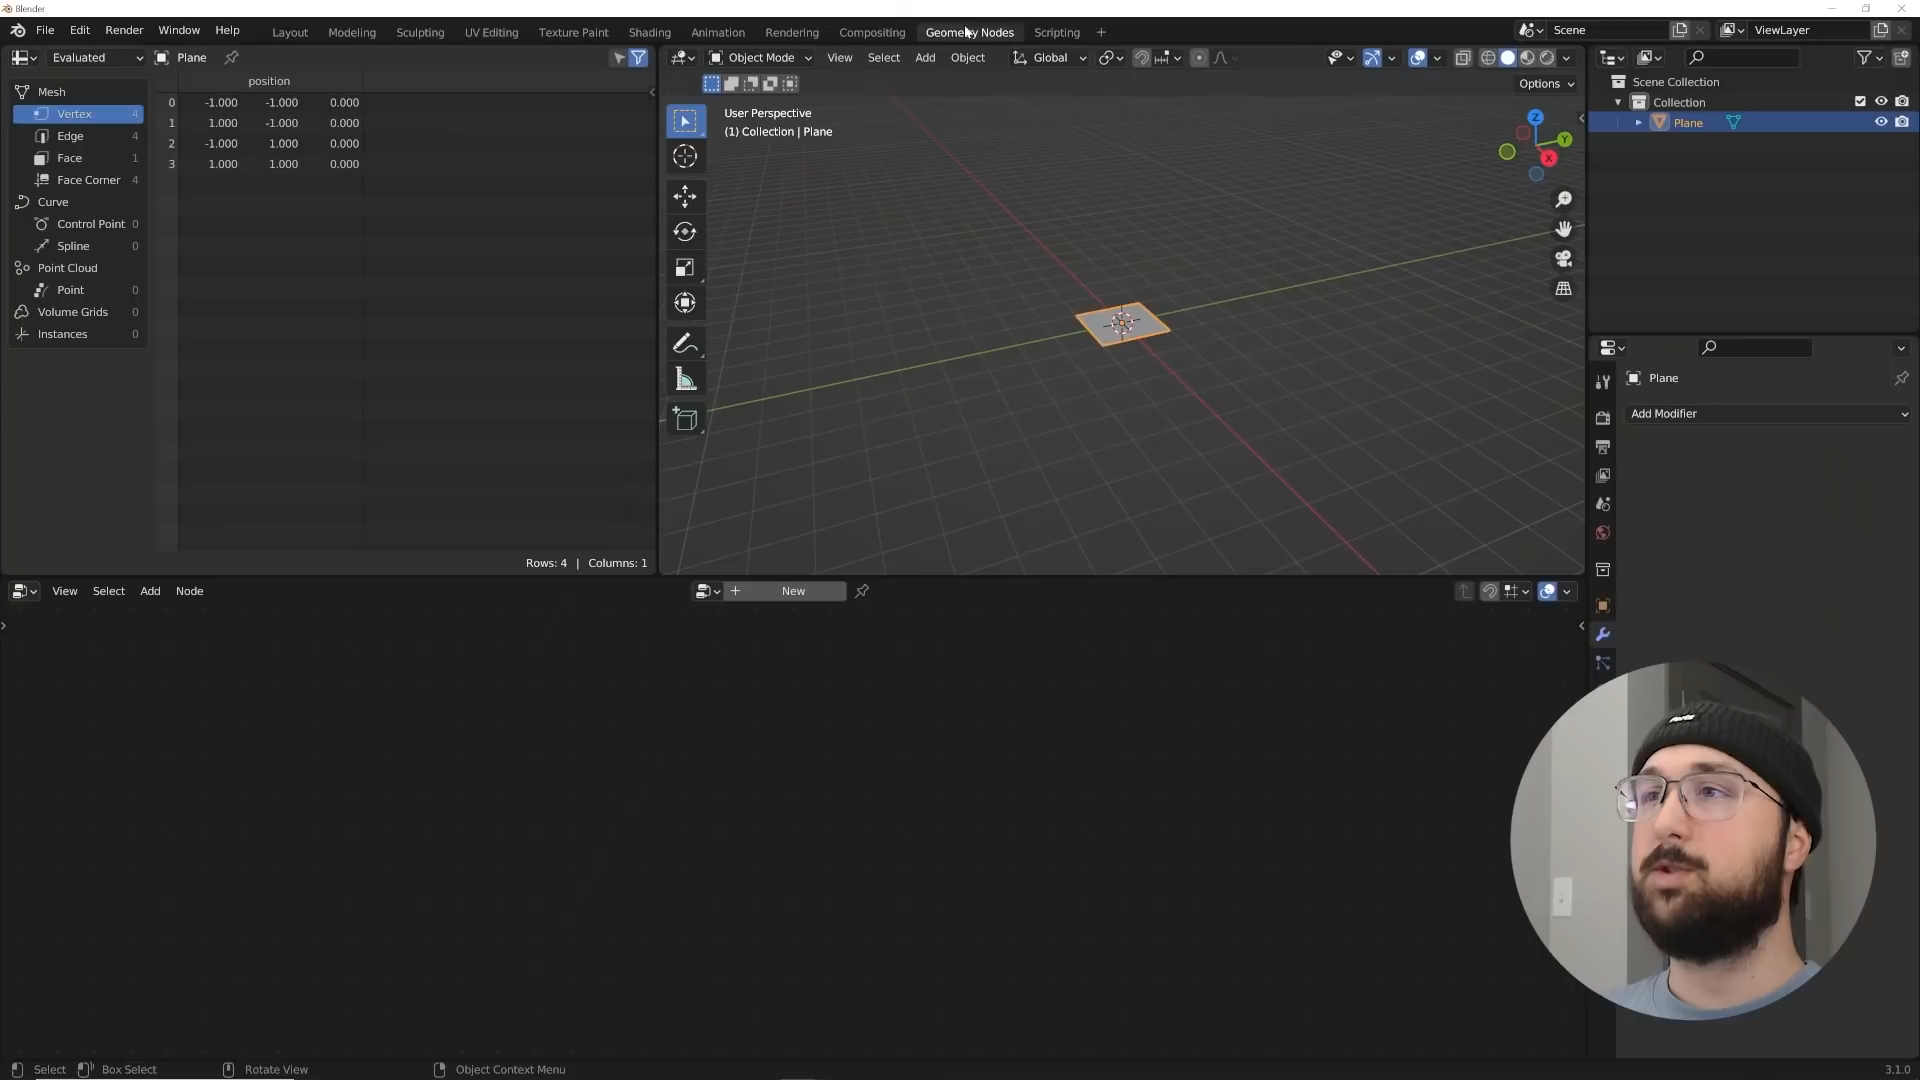 Blender
File Edit Render Window Help Layout Modeling Sculpting UV Editing Texture Paint Shading Animation Rendering Compositing Geometry Nodes Scripting + Scene ViewLayer
Evaluated Plane Object Mode View Select Add Object Global
Options
position
Mesh
Vertex 4
Edge 4
Face 1
Face Corner 4
Curve
Control Point 0
Spline 0
Point Cloud
Point 0
Volume Grids 0
Instances 0
0 -1.000 -1.000 0.000
1 1.000 -1.000 0.000
2 -1.000 1.000 0.000
3 1.000 1.000 0.000
Rows: 4 | Columns: 1
User Perspective
(1) Collection | Plane
Z
Y
X
Scene Collection
Collection
Plane
Plane
Add Modifier
View Select Add Node + New
Select Box Select Rotate View Object Context Menu 3.1.0